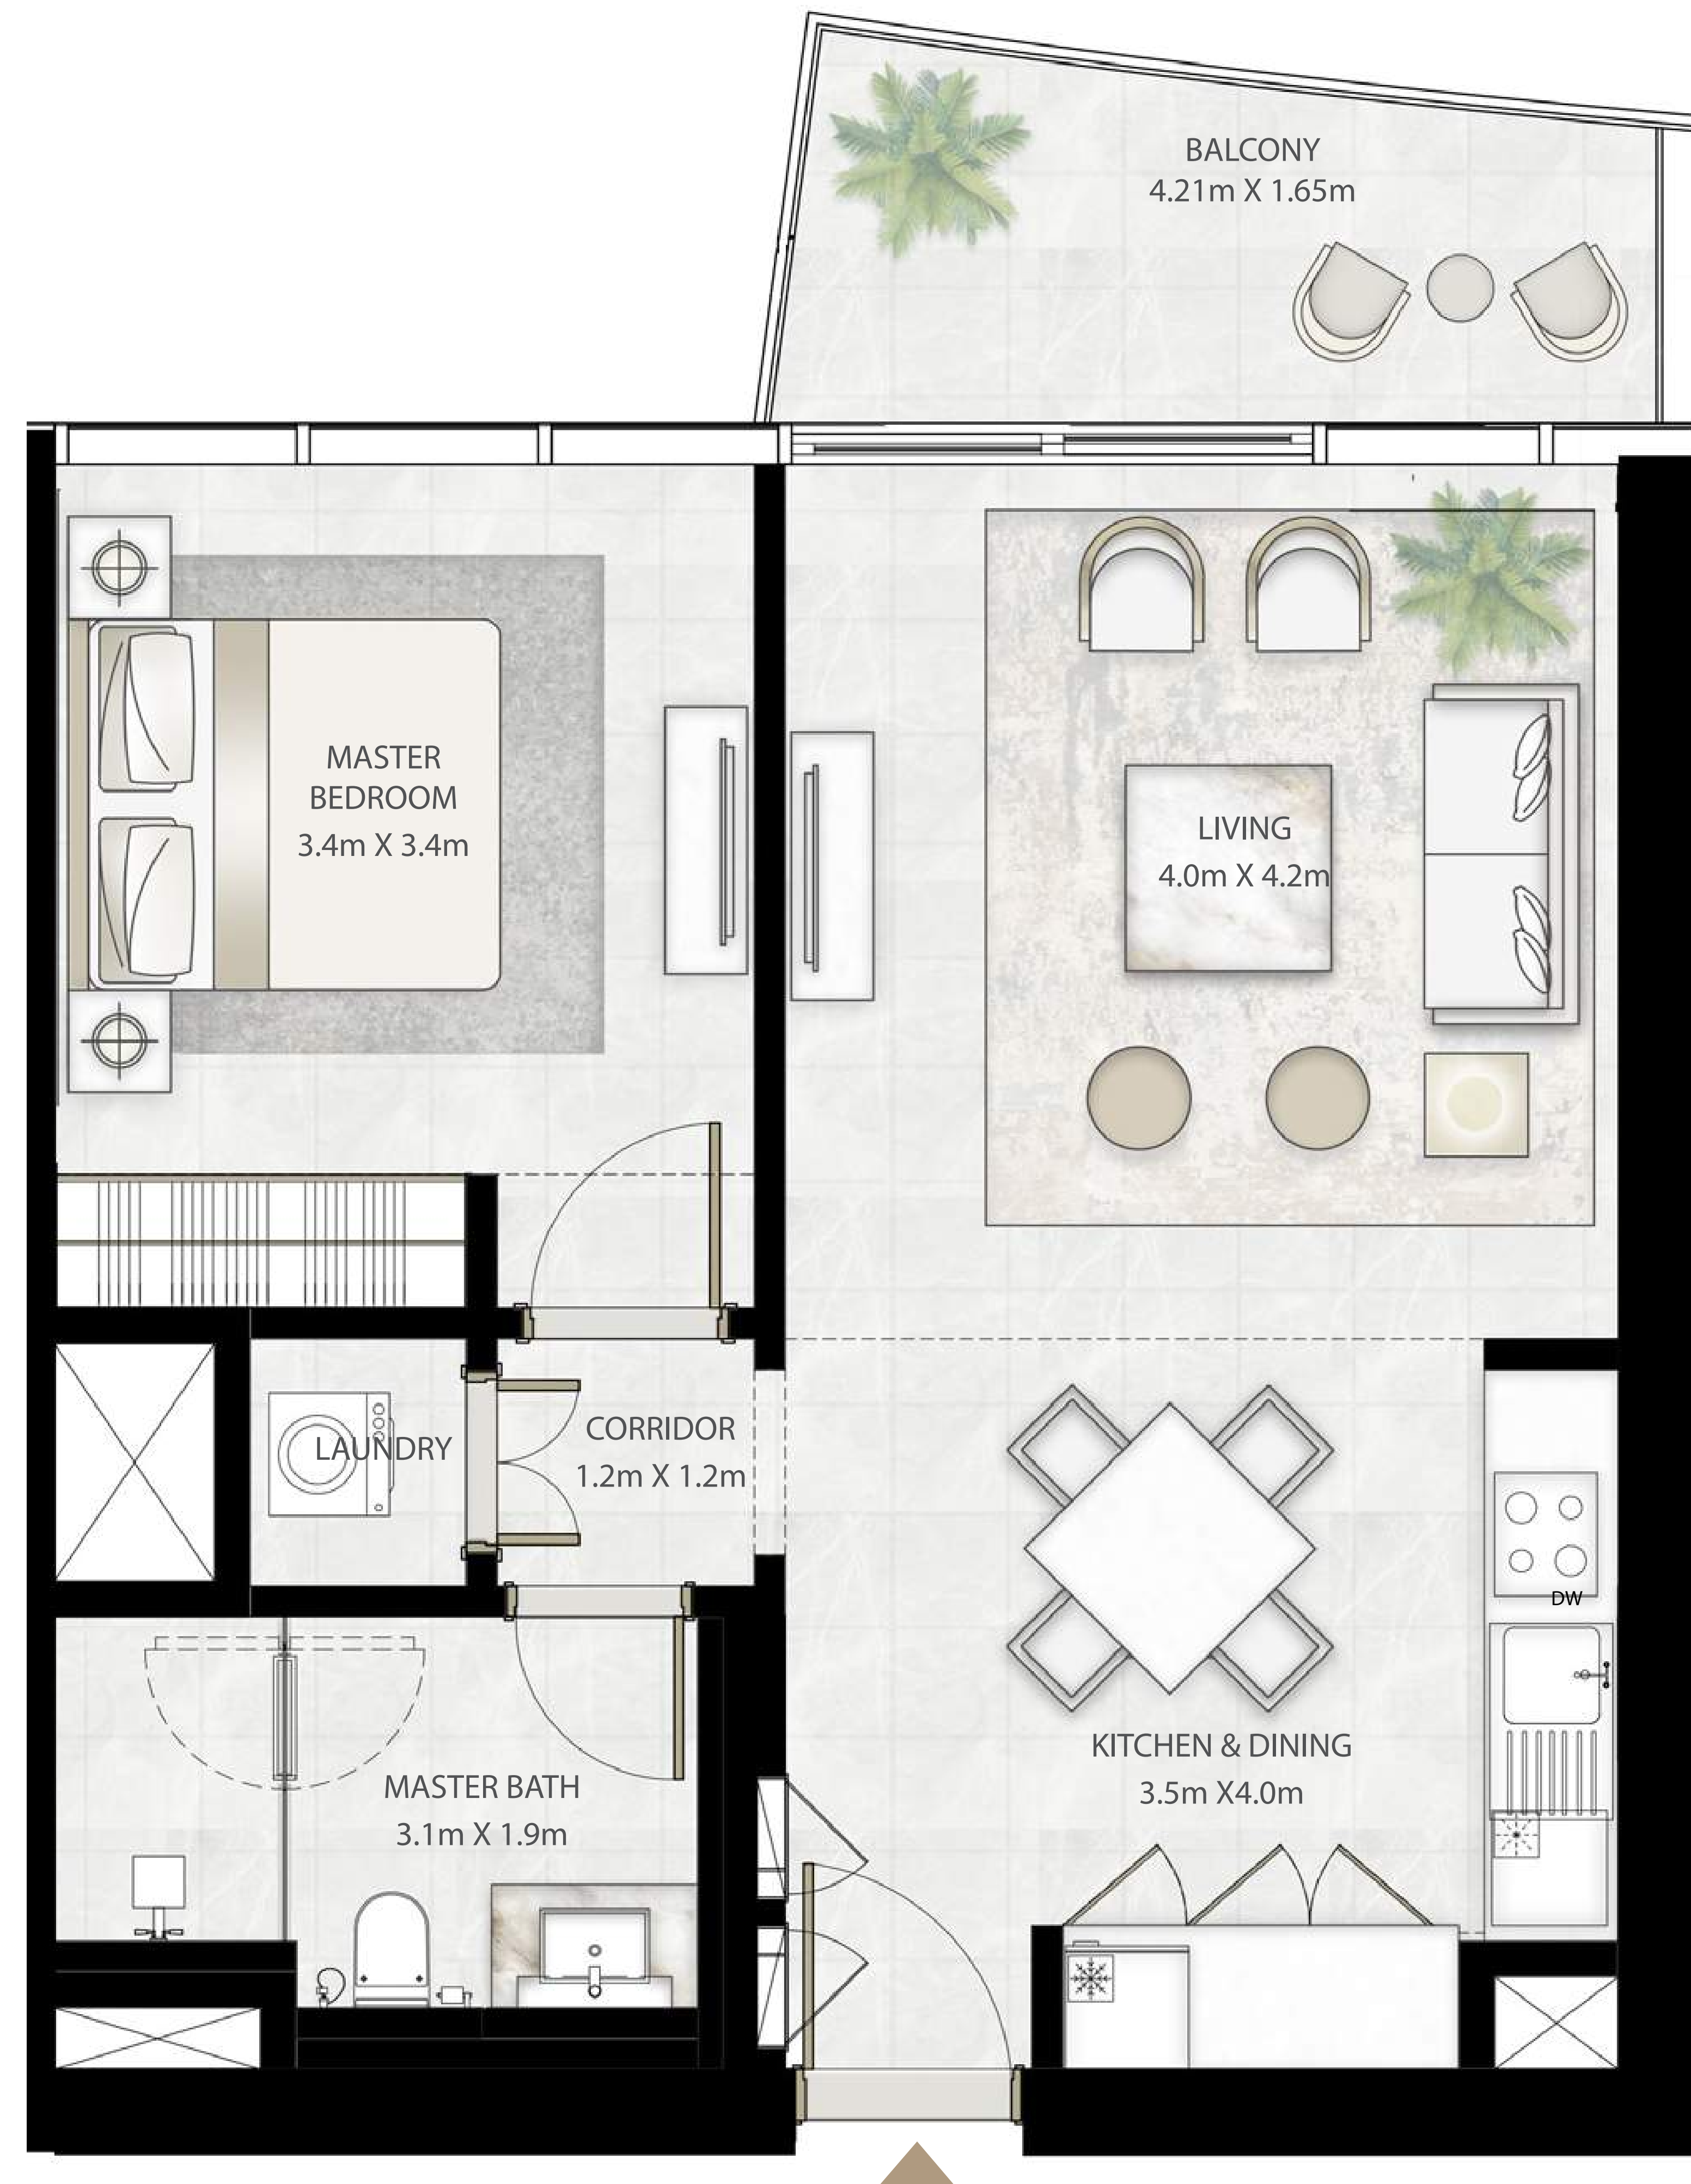 BALCONY
4.21m X 1.65m
MASTER
BEDROOM
3.4m X 3.4m
LIVING
4.0m X 4.2m
LAUNDRY
CORRIDOR
1.2m X 1.2m
DW
KITCHEN & DINING
3.5m X4.0m
MASTER BATH
3.1m X 1.9m